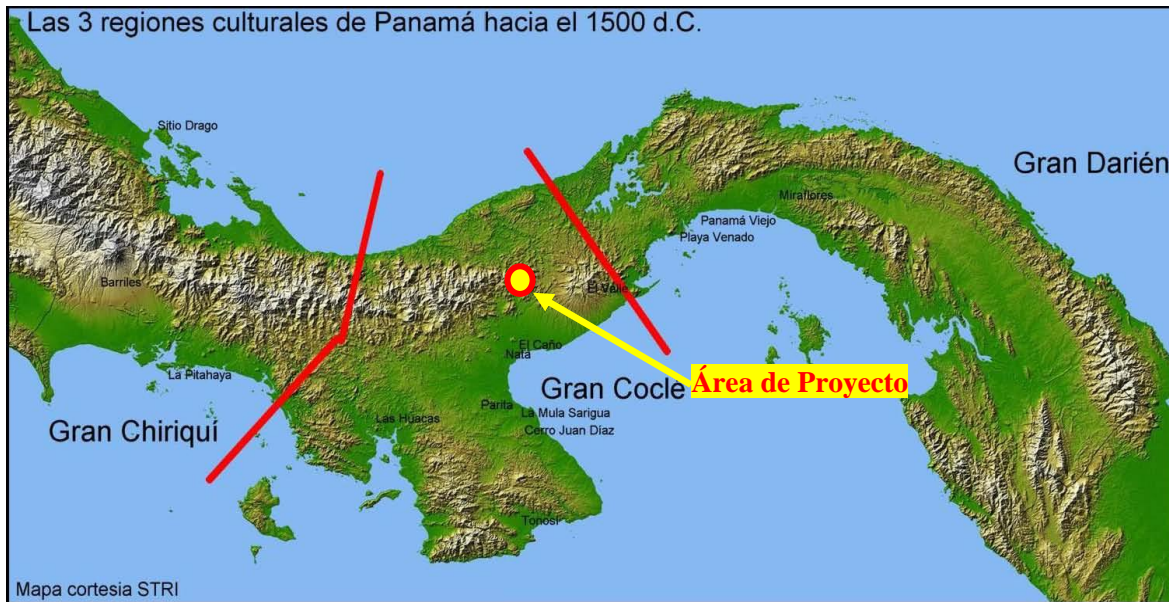 Las 3 regiones culturales de Panamá hacia el 1500 d.C.
Sitio Drago
Gran Darién
Miraflores
Panamá Viejo
Playa Venado
Barriles
El Valle
El Caño
Natá
La Pitahaya
Gran Cocle
Área de Proyecto
Parita
La Mula Sarigua
Las Huacas
Cerro Juan Díaz
Gran Chiriquí
Tonosí
Mapa cortesia STRI